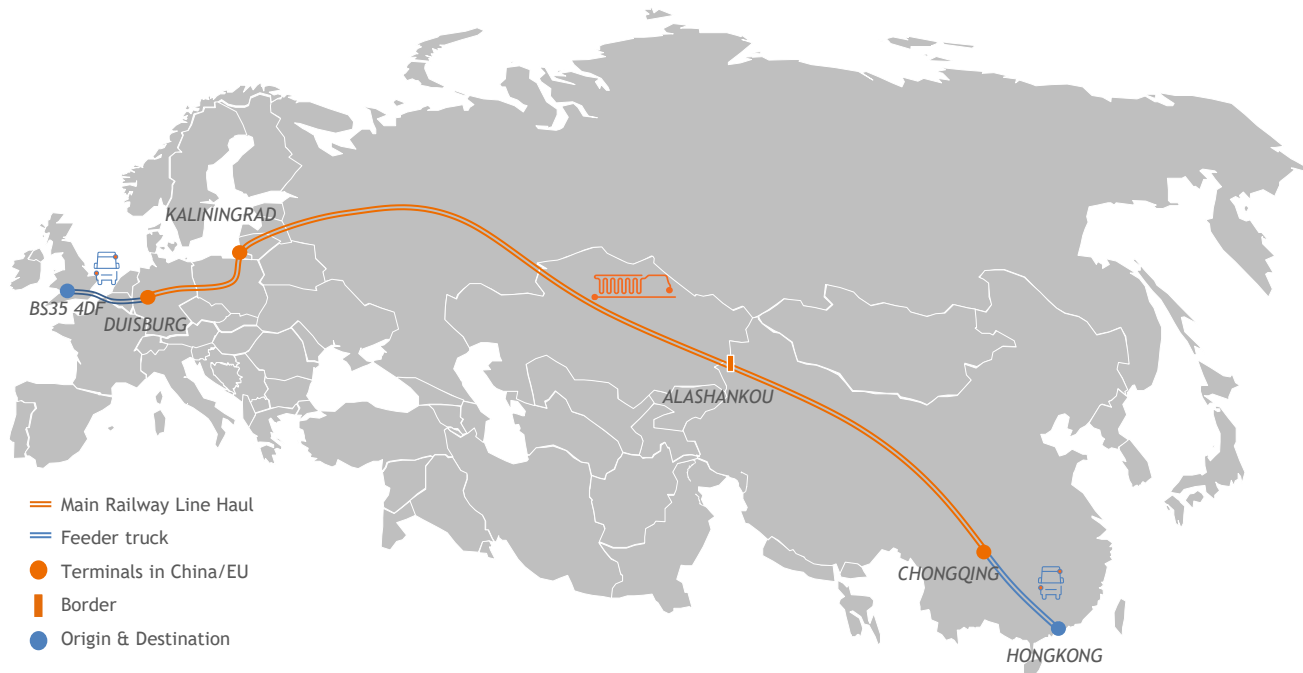 KALININGRAD
BS35 4DF
DUISBURG
ALASHANKOU
Main Railway Line Haul
Feeder truck
Terminals in China/EU
CHONGQING
Border
Origin & Destination
HONGKONG